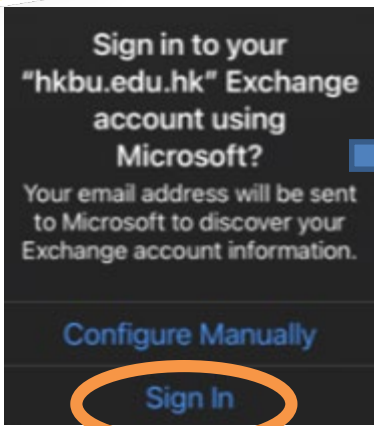 Sign in to your
“hkbu.edu.hk” Exchange
account using
Microsoft?
Your email address will be sent
to Microsoft to discover your
Exchange account information.
Configure Manually
Sign In